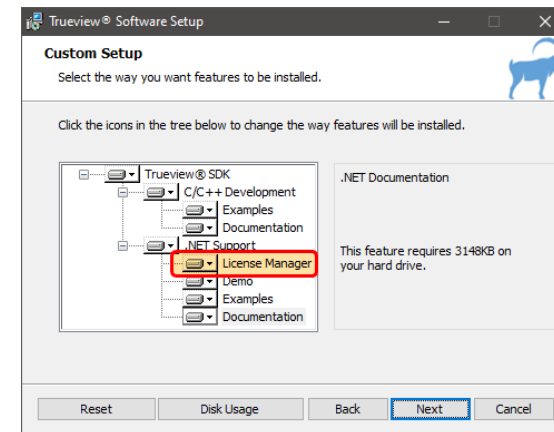 Trueview® Software Setup
Custom Setup
Select the way you want features to be installed.
Click the icons in the tree below to change the way features will be installed.
Trueview® SDK
C/C++ Development
Examples
Documentation
.NET Support
License Manager
Demo
Examples
Documentation
.NET Documentation
This feature requires 3148KB on
your hard drive.
Reset
Disk Usage
Back
Next
Cancel